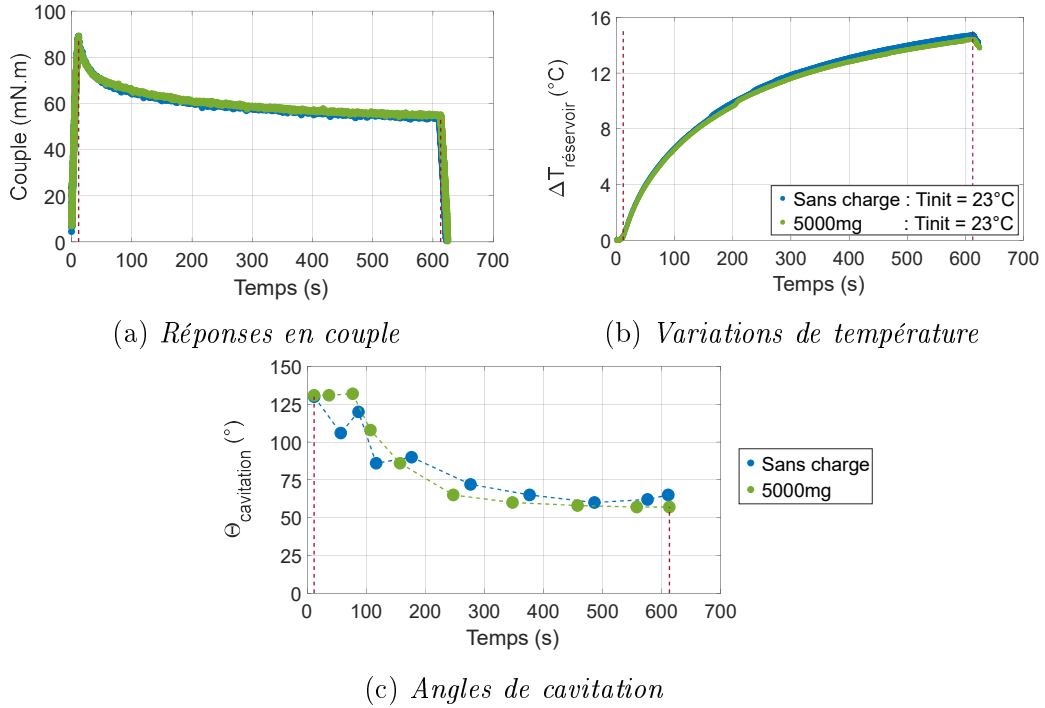 100
80
60
40
20
0
Couple (mN.m)
0 100 200 300 400 500 600 700
Temps (s)
(a) Réponses en couple
16
12
8
4
0
ΔTréservoir (°C)
Sans charge : Tinit = 23°C
5000mg : Tinit = 23°C
0 100 200 300 400 500 600 700
Temps (s)
(b) Variations de température
150
125
100
75
50
25
0
Θcavitation (°)
0 100 200 300 400 500 600 700
Temps (s)
Sans charge
5000mg
(c) Angles de cavitation